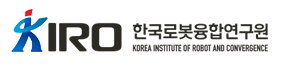 KIRO 한국로봇융합연구원
KOREA INSTITUTE OF ROBOT AND CONVERGENCE